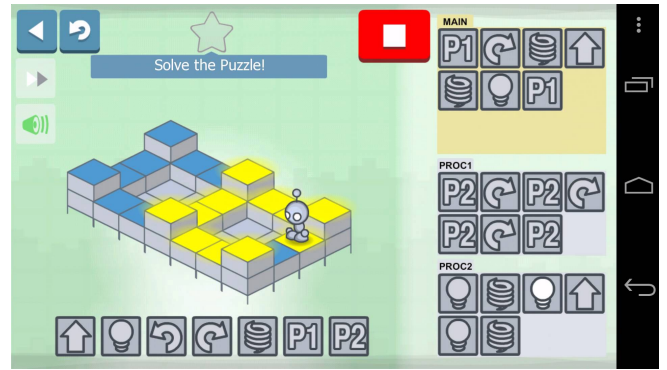 Solve the Puzzle!
MAIN
P1
P1
PROC1
P2 P2
P2 P2
PROC2
P1 P2